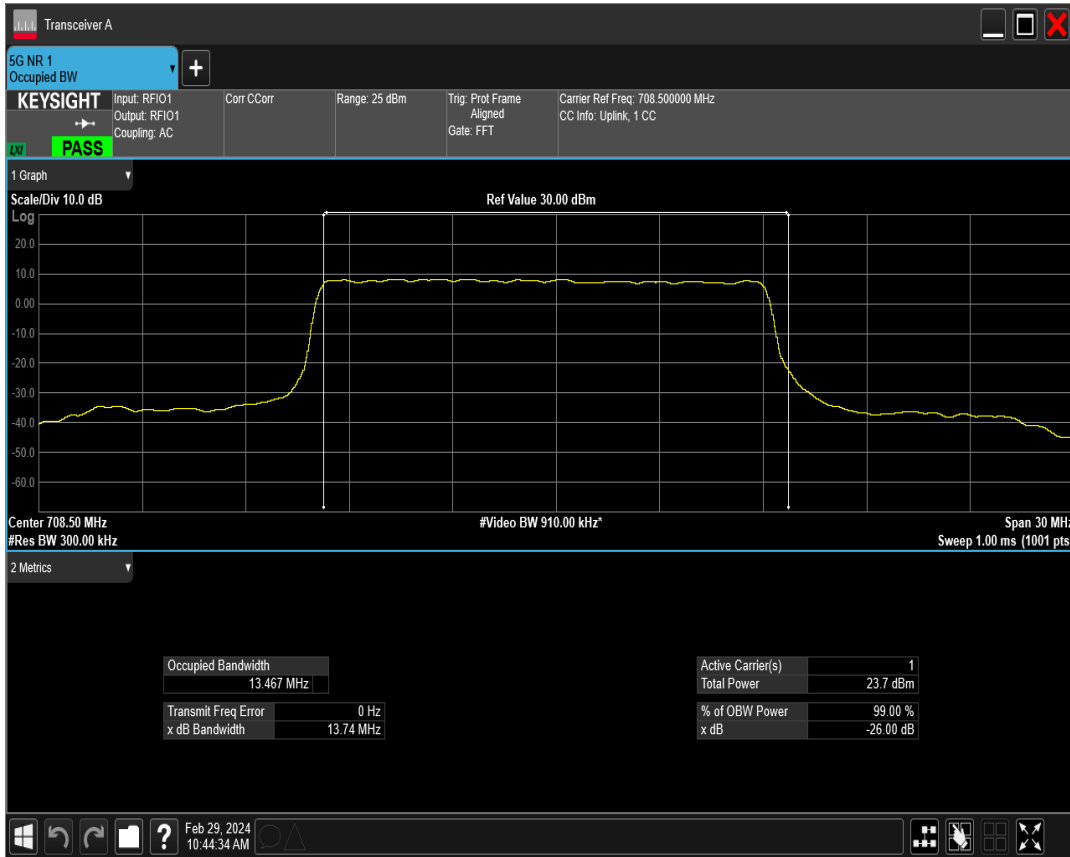 Transceiver A
5G NR 1
Occupied BW
+
KEYSIGHT
LXI
PASS
Input: RFIO1
Output: RFIO1
Coupling: AC
Corr CCorr
Range: 25 dBm
Trig: Prot Frame
Aligned
Gate: FFT
Carrier Ref Freq: 708.500000 MHz
CC Info: Uplink, 1 CC
1 Graph
Scale/Div 10.0 dB
Ref Value 30.00 dBm
Log
20.0
10.0
0.00
-10.0
-20.0
-30.0
-40.0
-50.0
-60.0
Center 708.50 MHz
#Video BW 910.00 kHz*
Span 30 MHz
#Res BW 300.00 kHz
Sweep 1.00 ms (1001 pts
2 Metrics
Occupied Bandwidth
13.467 MHz
Transmit Freq Error 0 Hz
x dB Bandwidth 13.74 MHz
Active Carrier(s) 1
Total Power 23.7 dBm
% of OBW Power 99.00 %
x dB -26.00 dB
?
Feb 29, 2024
10:44:34 AM